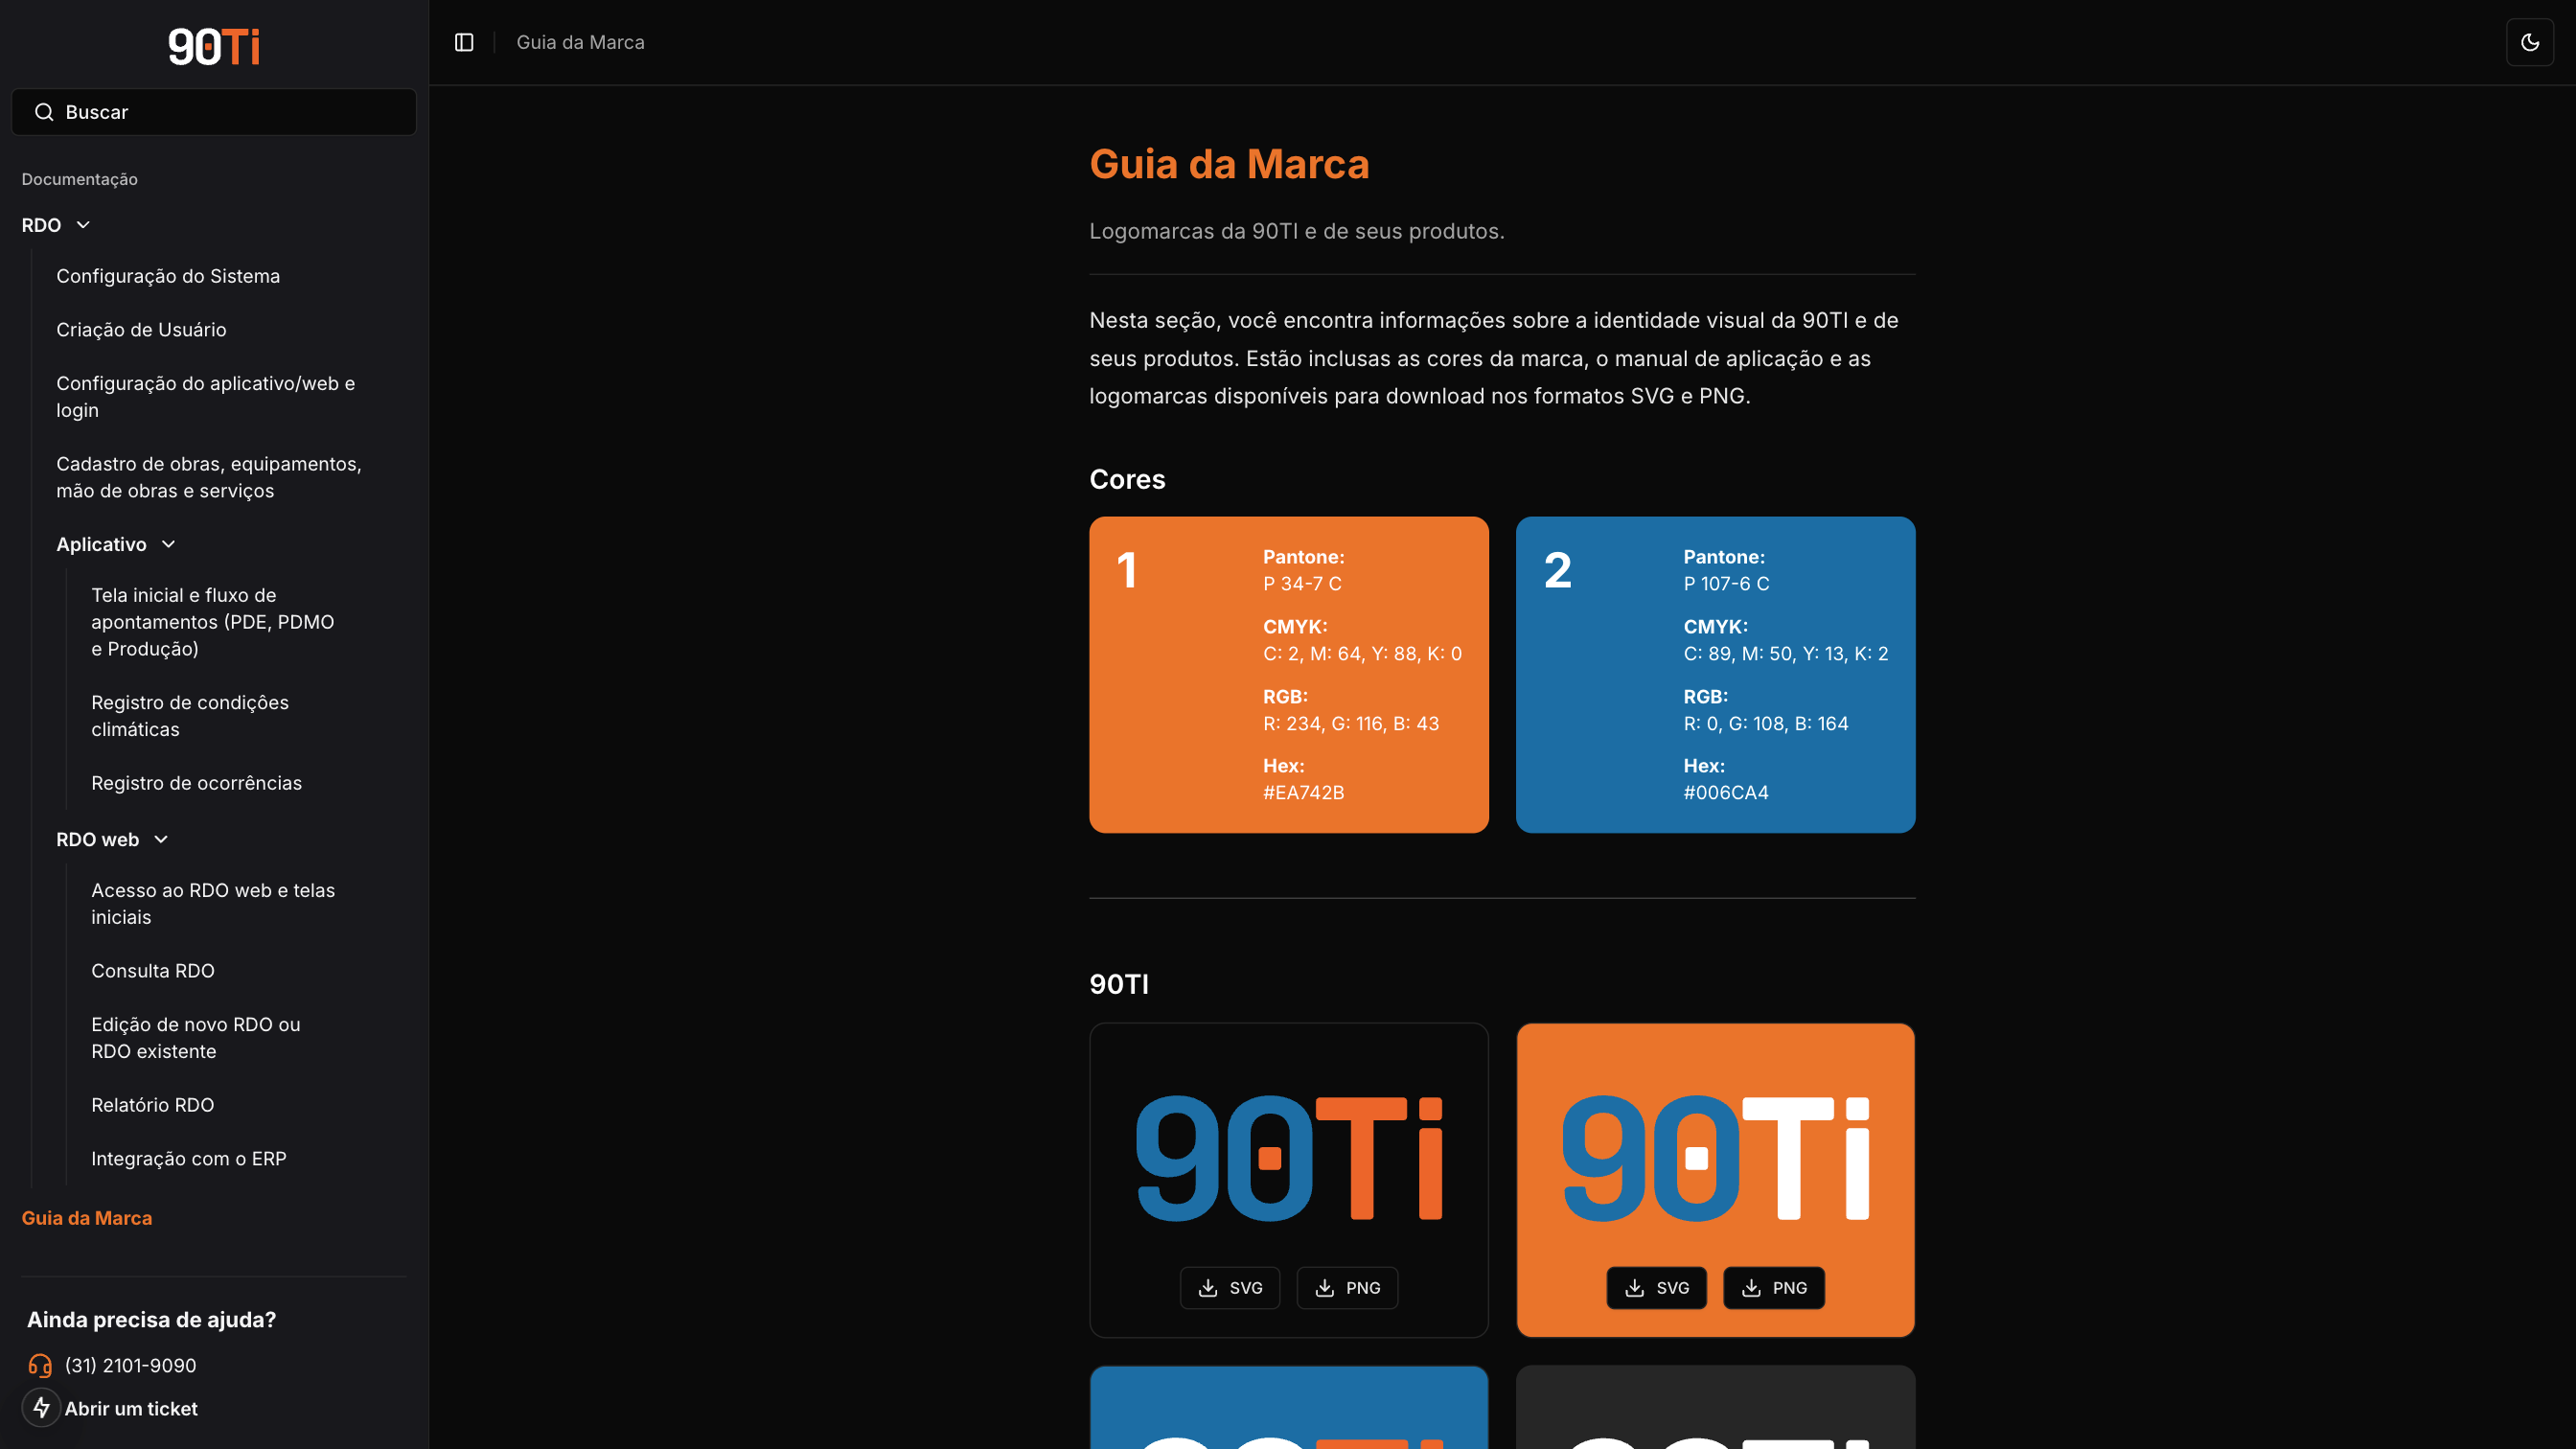 90Ti
Buscar
Documentação
RDO
Configuração do Sistema
Criação de Usuário
Configuração do aplicativo/web e
login
Cadastro de obras, equipamentos,
mão de obras e serviços
Aplicativo
Tela inicial e fluxo de
apontamentos (PDE, PDMO
e Produção)
Registro de condições
climáticas
Registro de ocorrências
RDO web
Acesso ao RDO web e telas
iniciais
Consulta RDO
Edição de novo RDO ou
RDO existente
Relatório RDO
Integração com o ERP
Guia da Marca
Ainda precisa de ajuda?
(31) 2101-9090
Abrir um ticket
Guia da Marca
Guia da Marca
Logomarcas da 90TI e de seus produtos.
Nesta seção, você encontra informações sobre a identidade visual da 90TI e de
seus produtos. Estão inclusas as cores da marca, o manual de aplicação e as
logomarcas disponíveis para download nos formatos SVG e PNG.
Cores
1
Pantone:
P 34-7 C
CMYK:
C: 2, M: 64, Y: 88, K: 0
RGB:
R: 234, G: 116, B: 43
Hex:
#EA742B
2
Pantone:
P 107-6 C
CMYK:
C: 89, M: 50, Y: 13, K: 2
RGB:
R: 0, G: 108, B: 164
Hex:
#006CA4
90TI
90Ti
SVG PNG
90Ti
SVG PNG